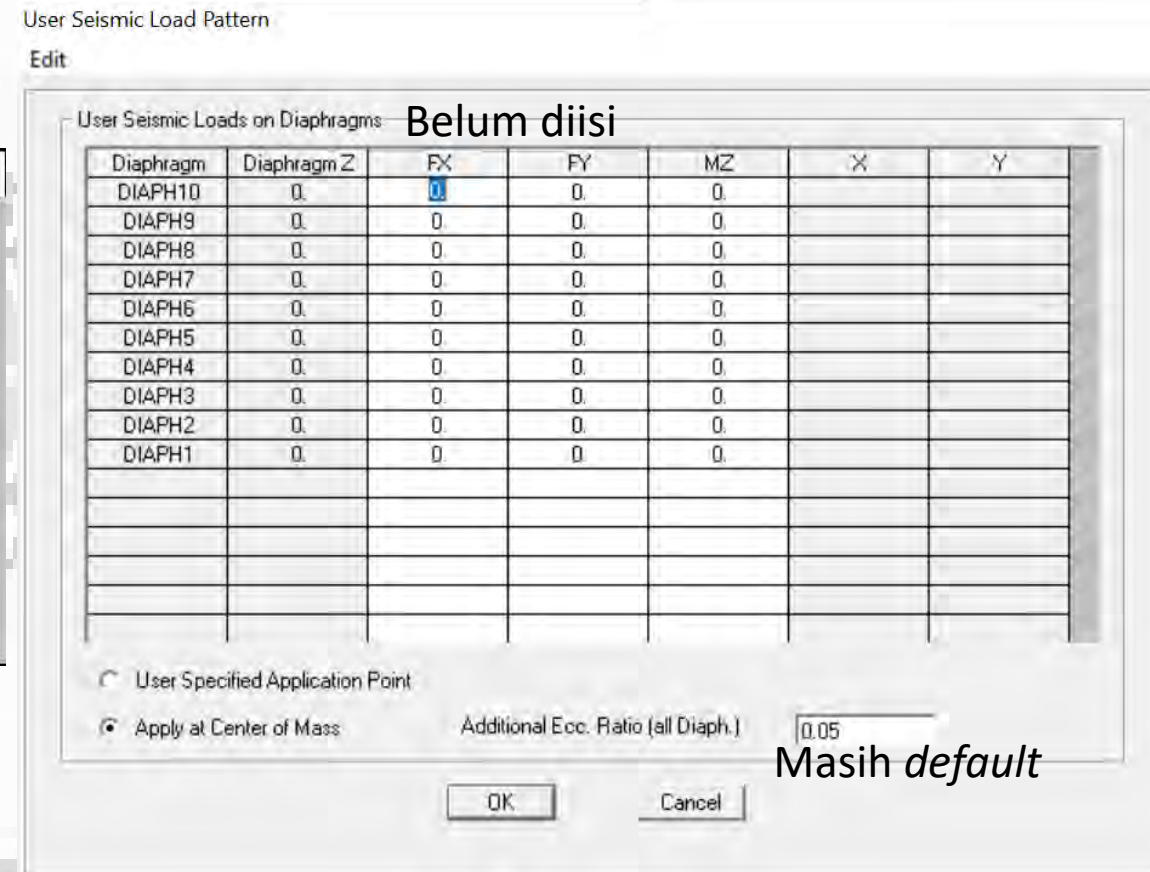 User Seismic Load Pattern
Edit
User Seismic Loads on Diaphragms Belum diisi
Diaphragm Diaphragm Z FX FY MZ X Y
DIAPH10 0. 0. 0. 0.
DIAPH9 0. 0. 0. 0.
DIAPH8 0. 0. 0. 0.
DIAPH7 0. 0. 0. 0.
DIAPH6 0. 0. 0. 0.
DIAPH5 0. 0. 0. 0.
DIAPH4 0. 0. 0. 0.
DIAPH3 0. 0. 0. 0.
DIAPH2 0. 0. 0. 0.
DIAPH1 0. 0. 0. 0.
User Specified Application Point
Apply at Center of Mass Additional Ecc. Ratio (all Diaph.) 0.05
Masih default
OK Cancel